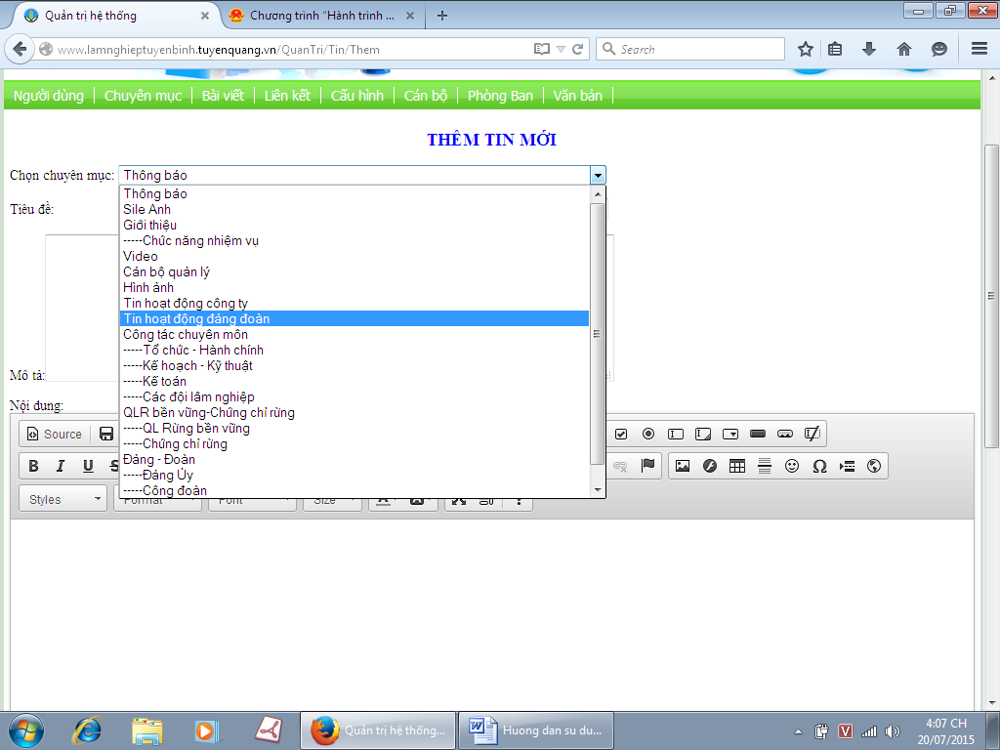 Quản trị hệ thống
Chương trình "Hành trình ...
www.lamnghieptuyenbinh.tuyenquang.vn/QuanTri/Tin/Them
Search
Người dùng Chuyên mục Bài viết Liên kết Cấu hình Cán bộ Phòng Ban Văn bản
THÊM TIN MỚI
Chọn chuyên mục: Thông báo
Tiêu đề:
Thông báo
Sile Anh
Giới thiệu
-----Chức năng nhiệm vụ
Video
Cán bộ quản lý
Hình ảnh
Tin hoạt động công ty
Tin hoạt động đảng đoàn
Công tác chuyên môn
-----Tổ chức - Hành chính
-----Kế hoạch - Kỹ thuật
-----Kế toán
-----Các đội lâm nghiệp
QLR bền vững-Chứng chỉ rừng
-----QL Rừng bền vững
-----Chứng chỉ rừng
Đảng - Đoàn
-----Đảng Ủy
-----Công đoàn
Mô tả:
Nội dung:
Source
B I U S
Styles Format Font Size
Quản trị hệ thống...
Huong dan su du...
4:07 CH
20/07/2015